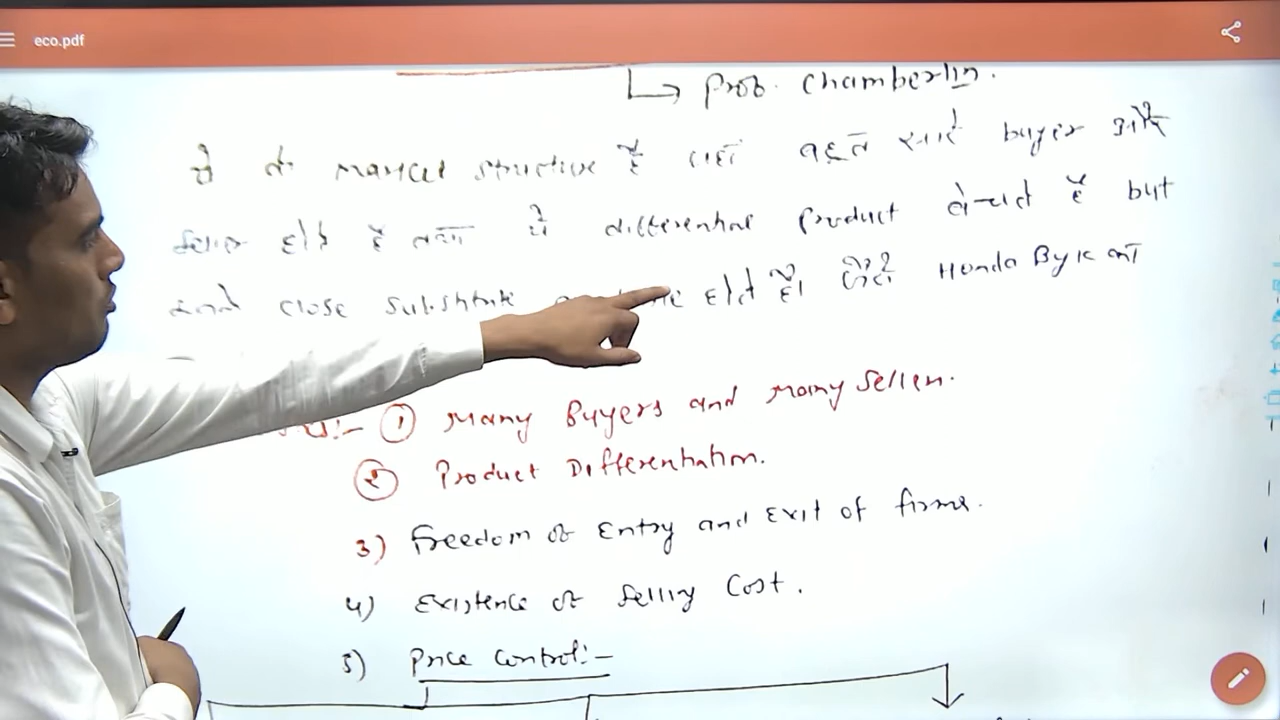 eco.pdf
Prof. Chamberlin.
ये वो market structure है जहाँ बहुत सारे buyer और
seller होते है तथा ये differential product बेचते है but
इनके close substitute होते है। जैसे Honda Byk का
① Many Buyers and Many Sellers.
② Product Differentiation.
3) Freedom of Entry and Exit of firms.
4) Existence of Selling Cost.
5) Price Control:-